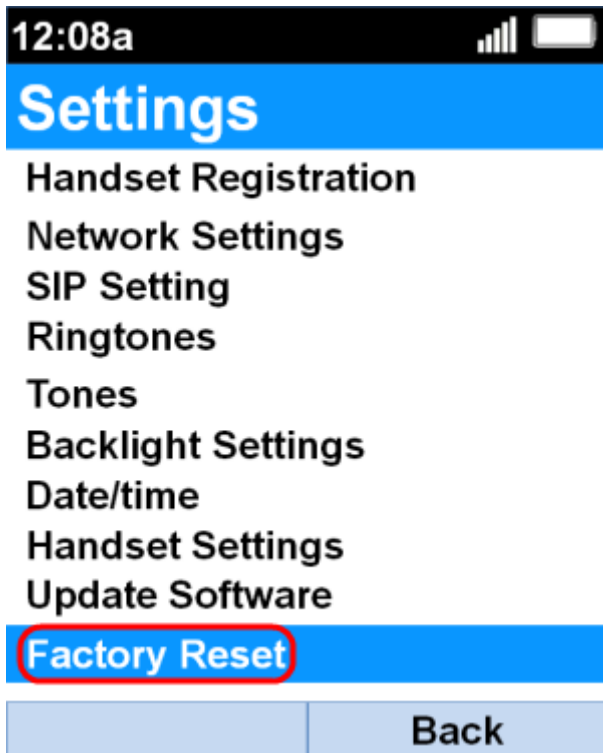 12:08a
Settings
Handset Registration
Network Settings
SIP Setting
Ringtones
Tones
Backlight Settings
Date/time
Handset Settings
Update Software
Factory Reset
Back